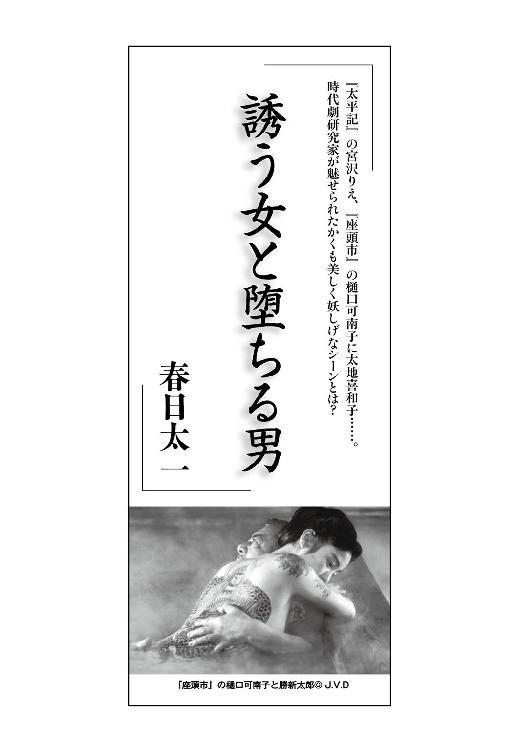 『太平記』の宮沢りえ、『座頭市』の樋口可南子に太地喜和子……。
時代劇研究家が魅せられたかくも美しく妖しげなシーンとは?
誘う女と堕ちる男
春日太一
「座頭市」の樋口可南子と勝新太郎© J.V.D